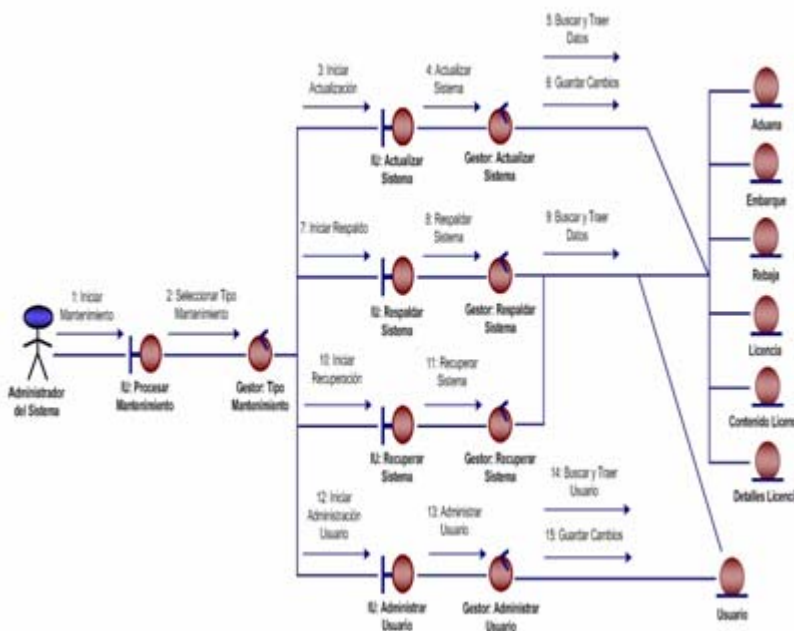 5: Buscar y Traer
Datos
3: Iniciar
Actualización
4: Actualizar
Sistema
6: Guardar Cambios
IU: Actualizar
Sistema
Gestor: Actualizar
Sistema
Aduana
Embarque
7: Iniciar Respaldo
8: Respaldar
Sistema
9: Buscar y Traer
Datos
IU: Respaldar
Sistema
Gestor: Respaldar
Sistema
Rebaja
1: Iniciar
Mantenimiento
2: Seleccionar Tipo
Mantenimiento
Administrador
del Sistema
IU: Procesar
Mantenimiento
Gestor: Tipo
Mantenimiento
Licencia
10: Iniciar
Recuperación
11: Recuperar
Sistema
IU: Recuperar
Sistema
Gestor: Recuperar
Sistema
Contenido Licenc
Detalles Licenci
12: Iniciar
Administración
Usuario
13: Administrar
Usuario
14: Buscar y Traer
Usuario
15: Guardar Cambios
IU: Administrar
Usuario
Gestor: Administrar
Usuario
Usuario